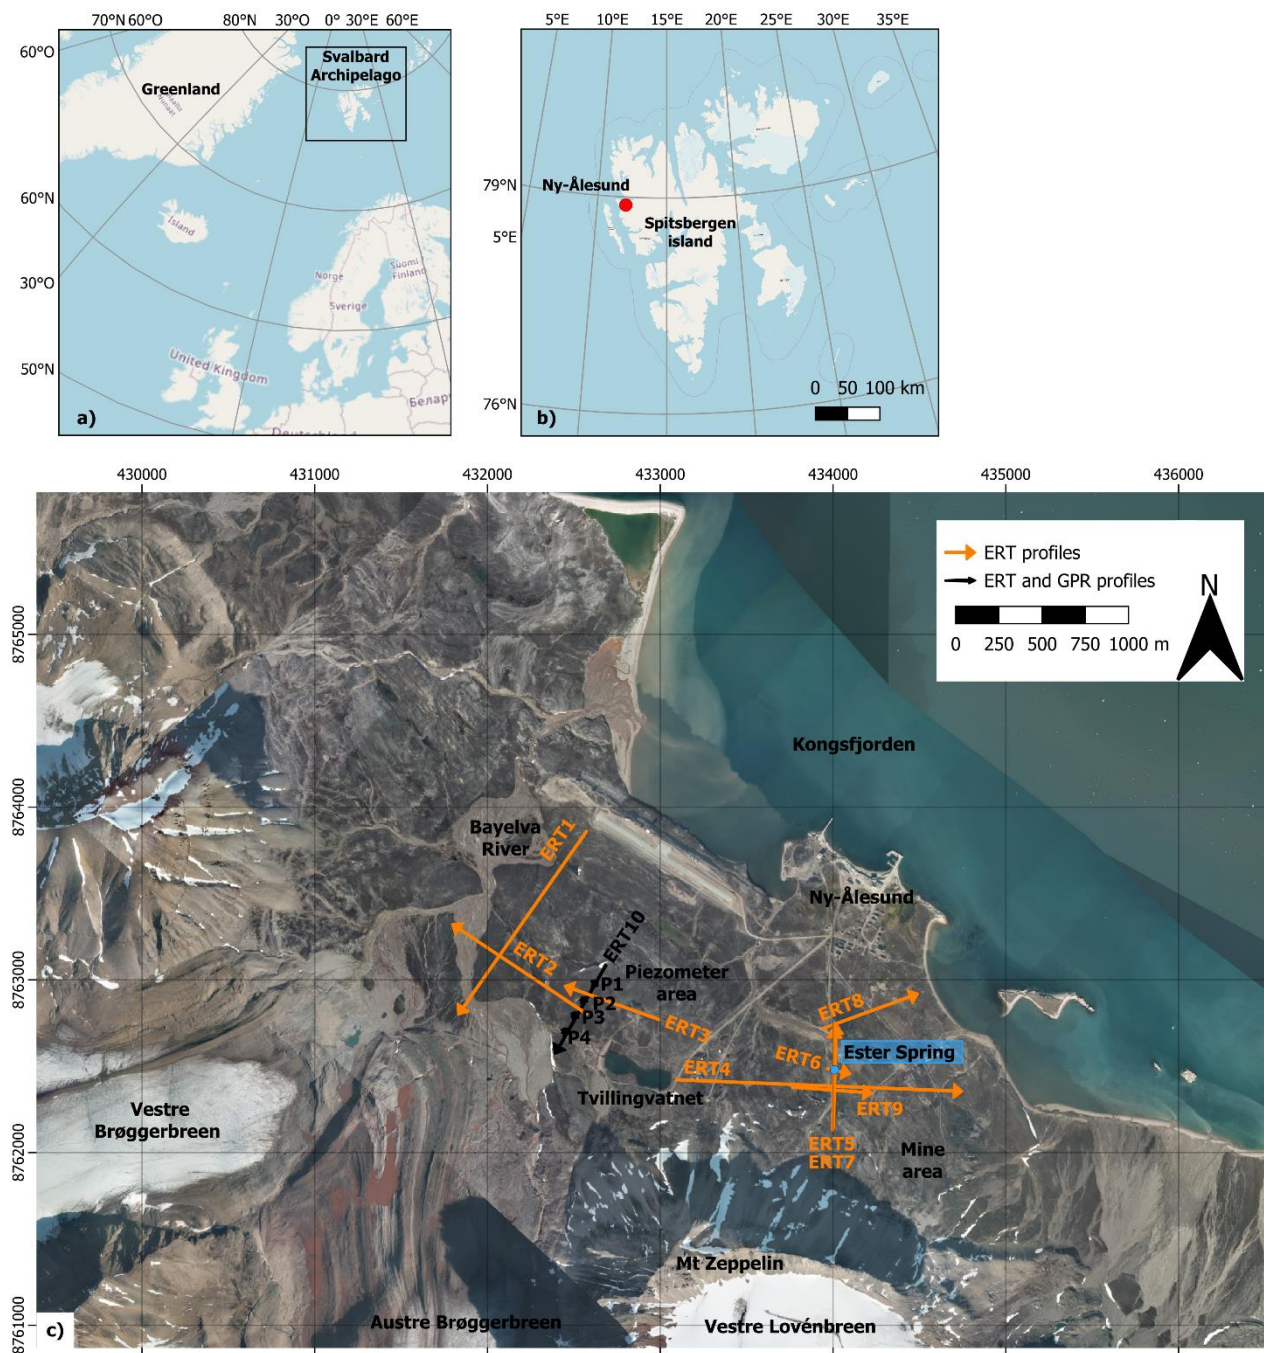 70°N 60°O 80°N 30°O 0° 30°E 60°E
60°O
60°N
30°O
50°N
Svalbard
Archipelago
Greenland
Kalaallit
Nunaat
Ísland
Norge
Suomi
Finland
Sverige
United Kingdom
Белару
Deutschland
a)
5°E 10°E 15°E 20°E 25°E 30°E 35°E
79°N
5°E
76°N
Ny-Ålesund
Spitsbergen
island
0 50 100 km
b)
430000 431000 432000 433000 434000 435000 436000
8765000
8764000
8763000
8762000
8761000
ERT profiles
ERT and GPR profiles
0 250 500 750 1000 m
N
Kongsfjorden
Bayelva
River
ERT1
Ny-Ålesund
ERT10
ERT2
Piezometer
area
P1
P2
P3
P4
ERT3
ERT8
ERT6
Ester Spring
ERT4
Tvillingvatnet
ERT9
Vestre
Brøggerbreen
ERT5
ERT7
Mine
area
Mt Zeppelin
Austre Brøggerbreen
Vestre Lovénbreen
c)